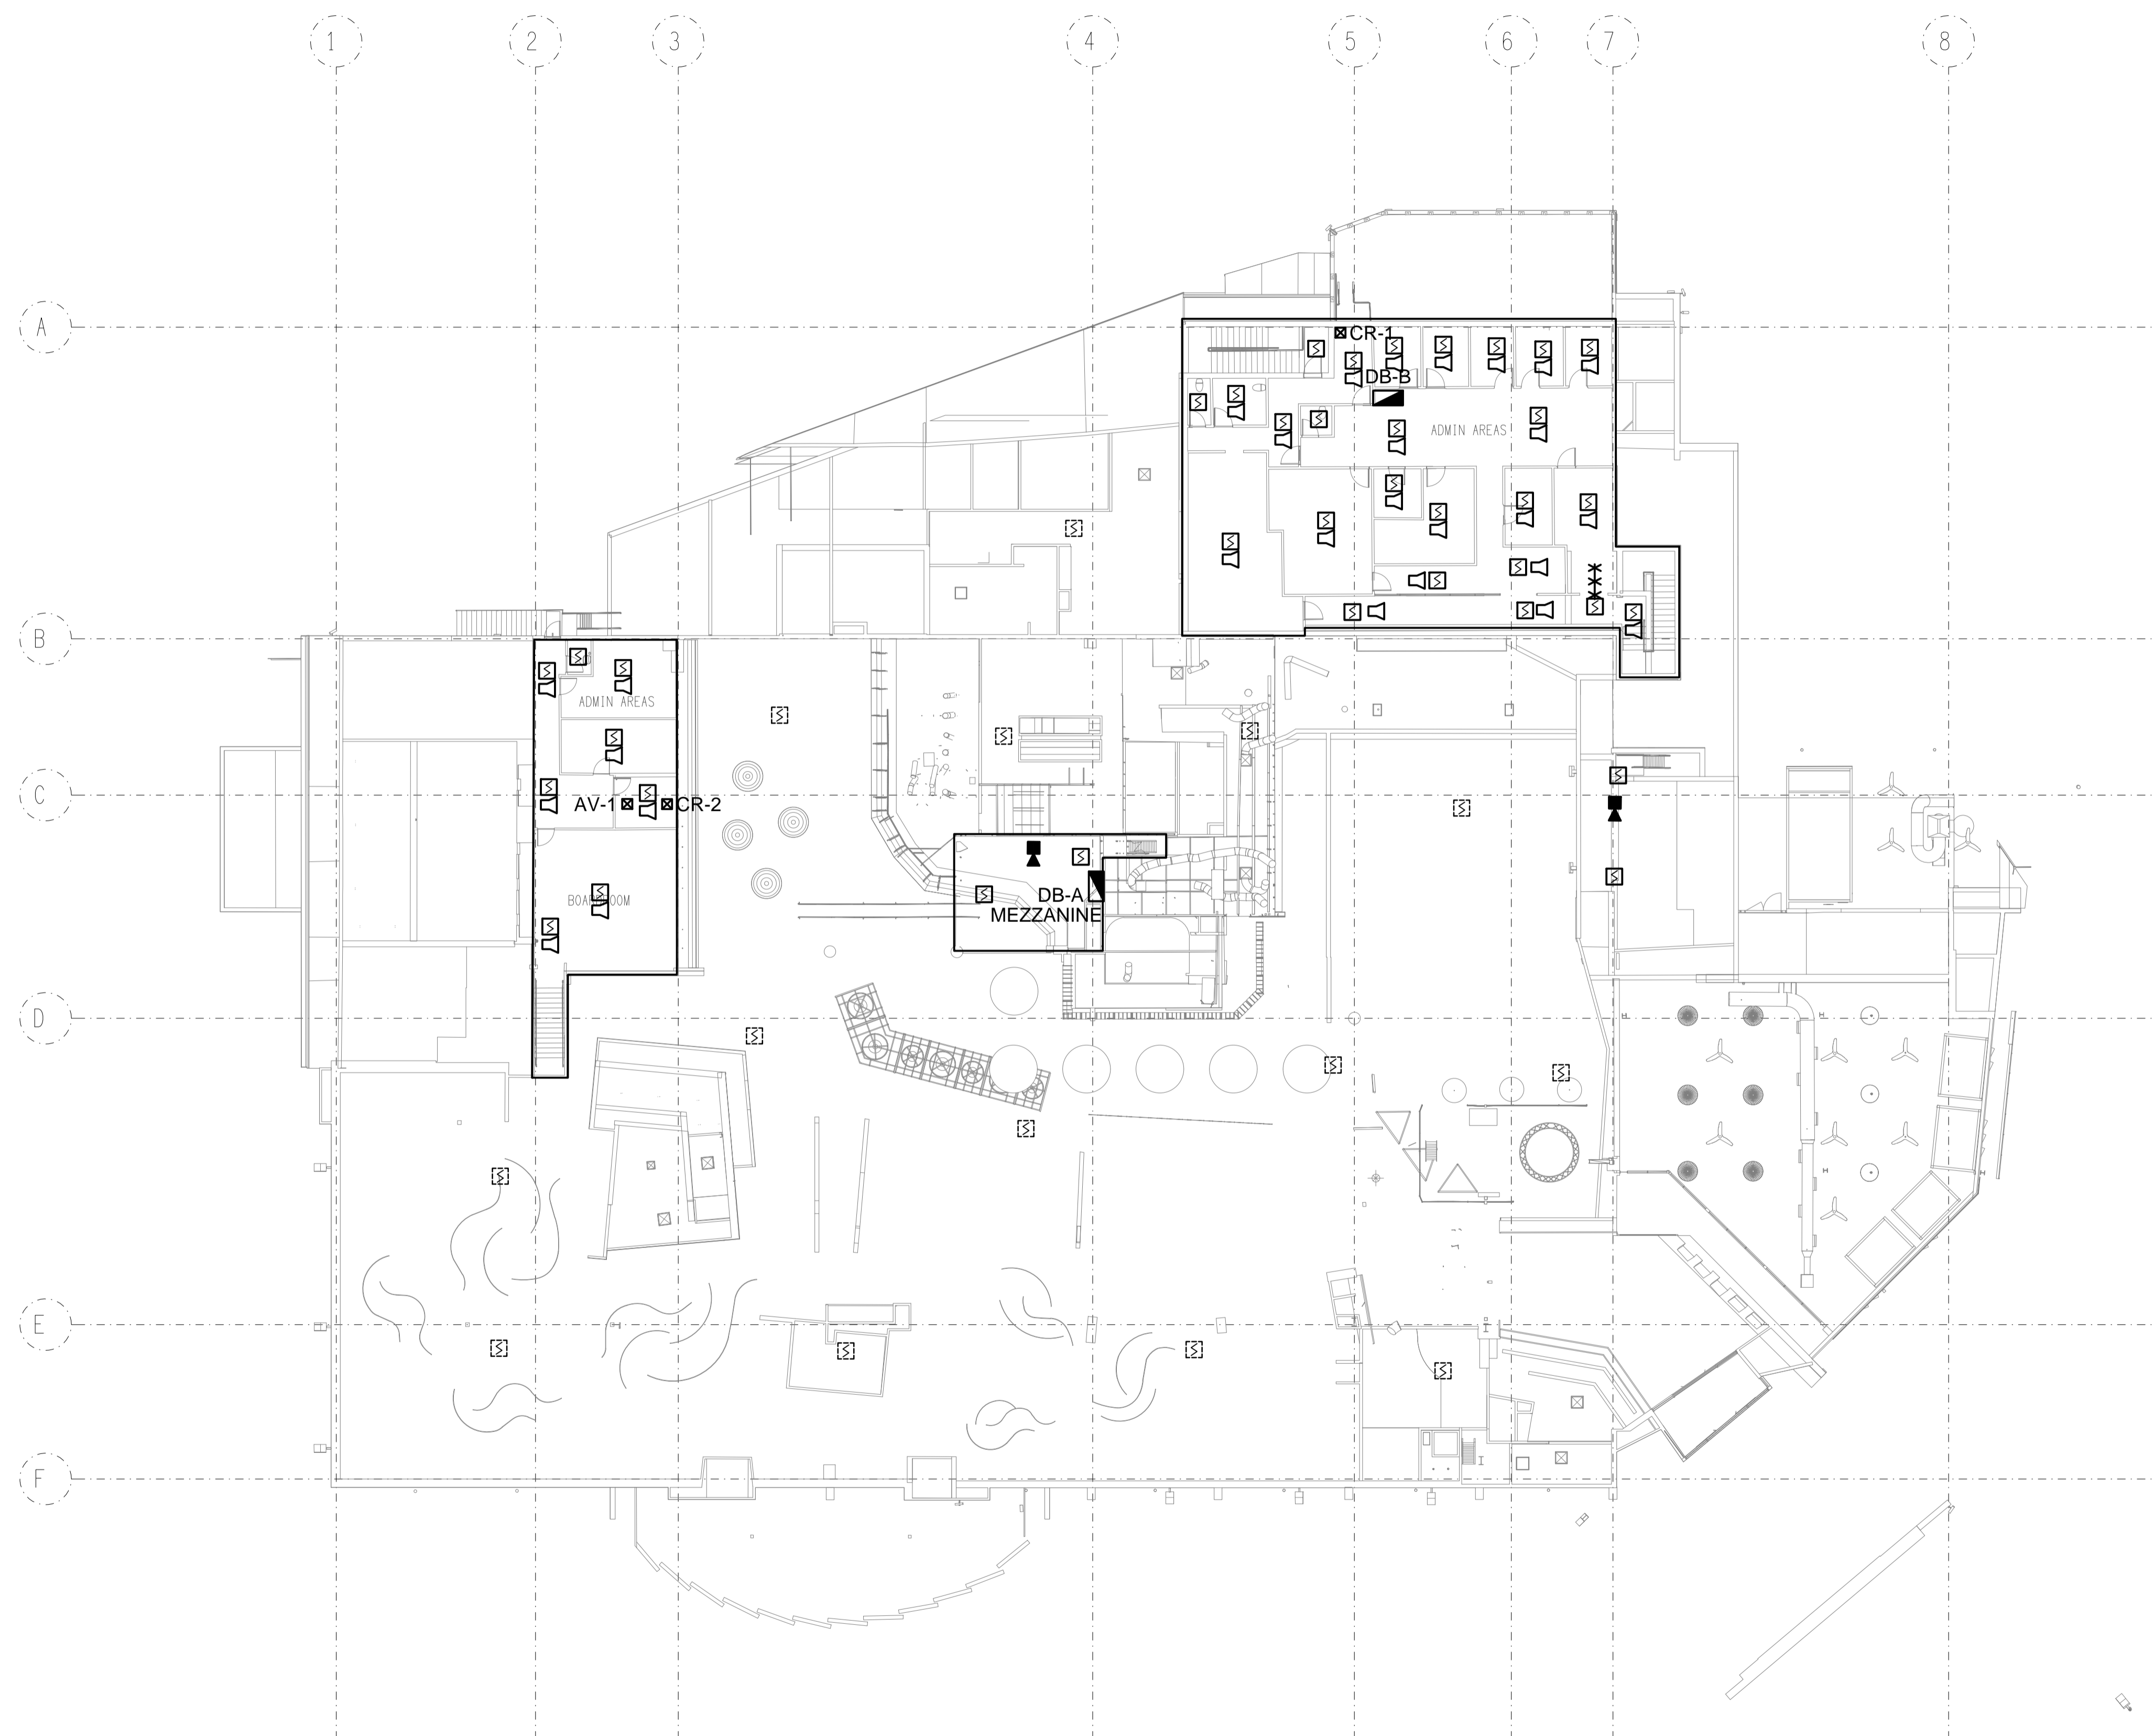 1
2
3
4
5
6
7
8
A
CR-1
DB-B
ADMIN AREAS
B
ADMIN AREAS
C
AV-1
CR-2
DB-A
MEZZANINE
BOARDROOM
D
E
F